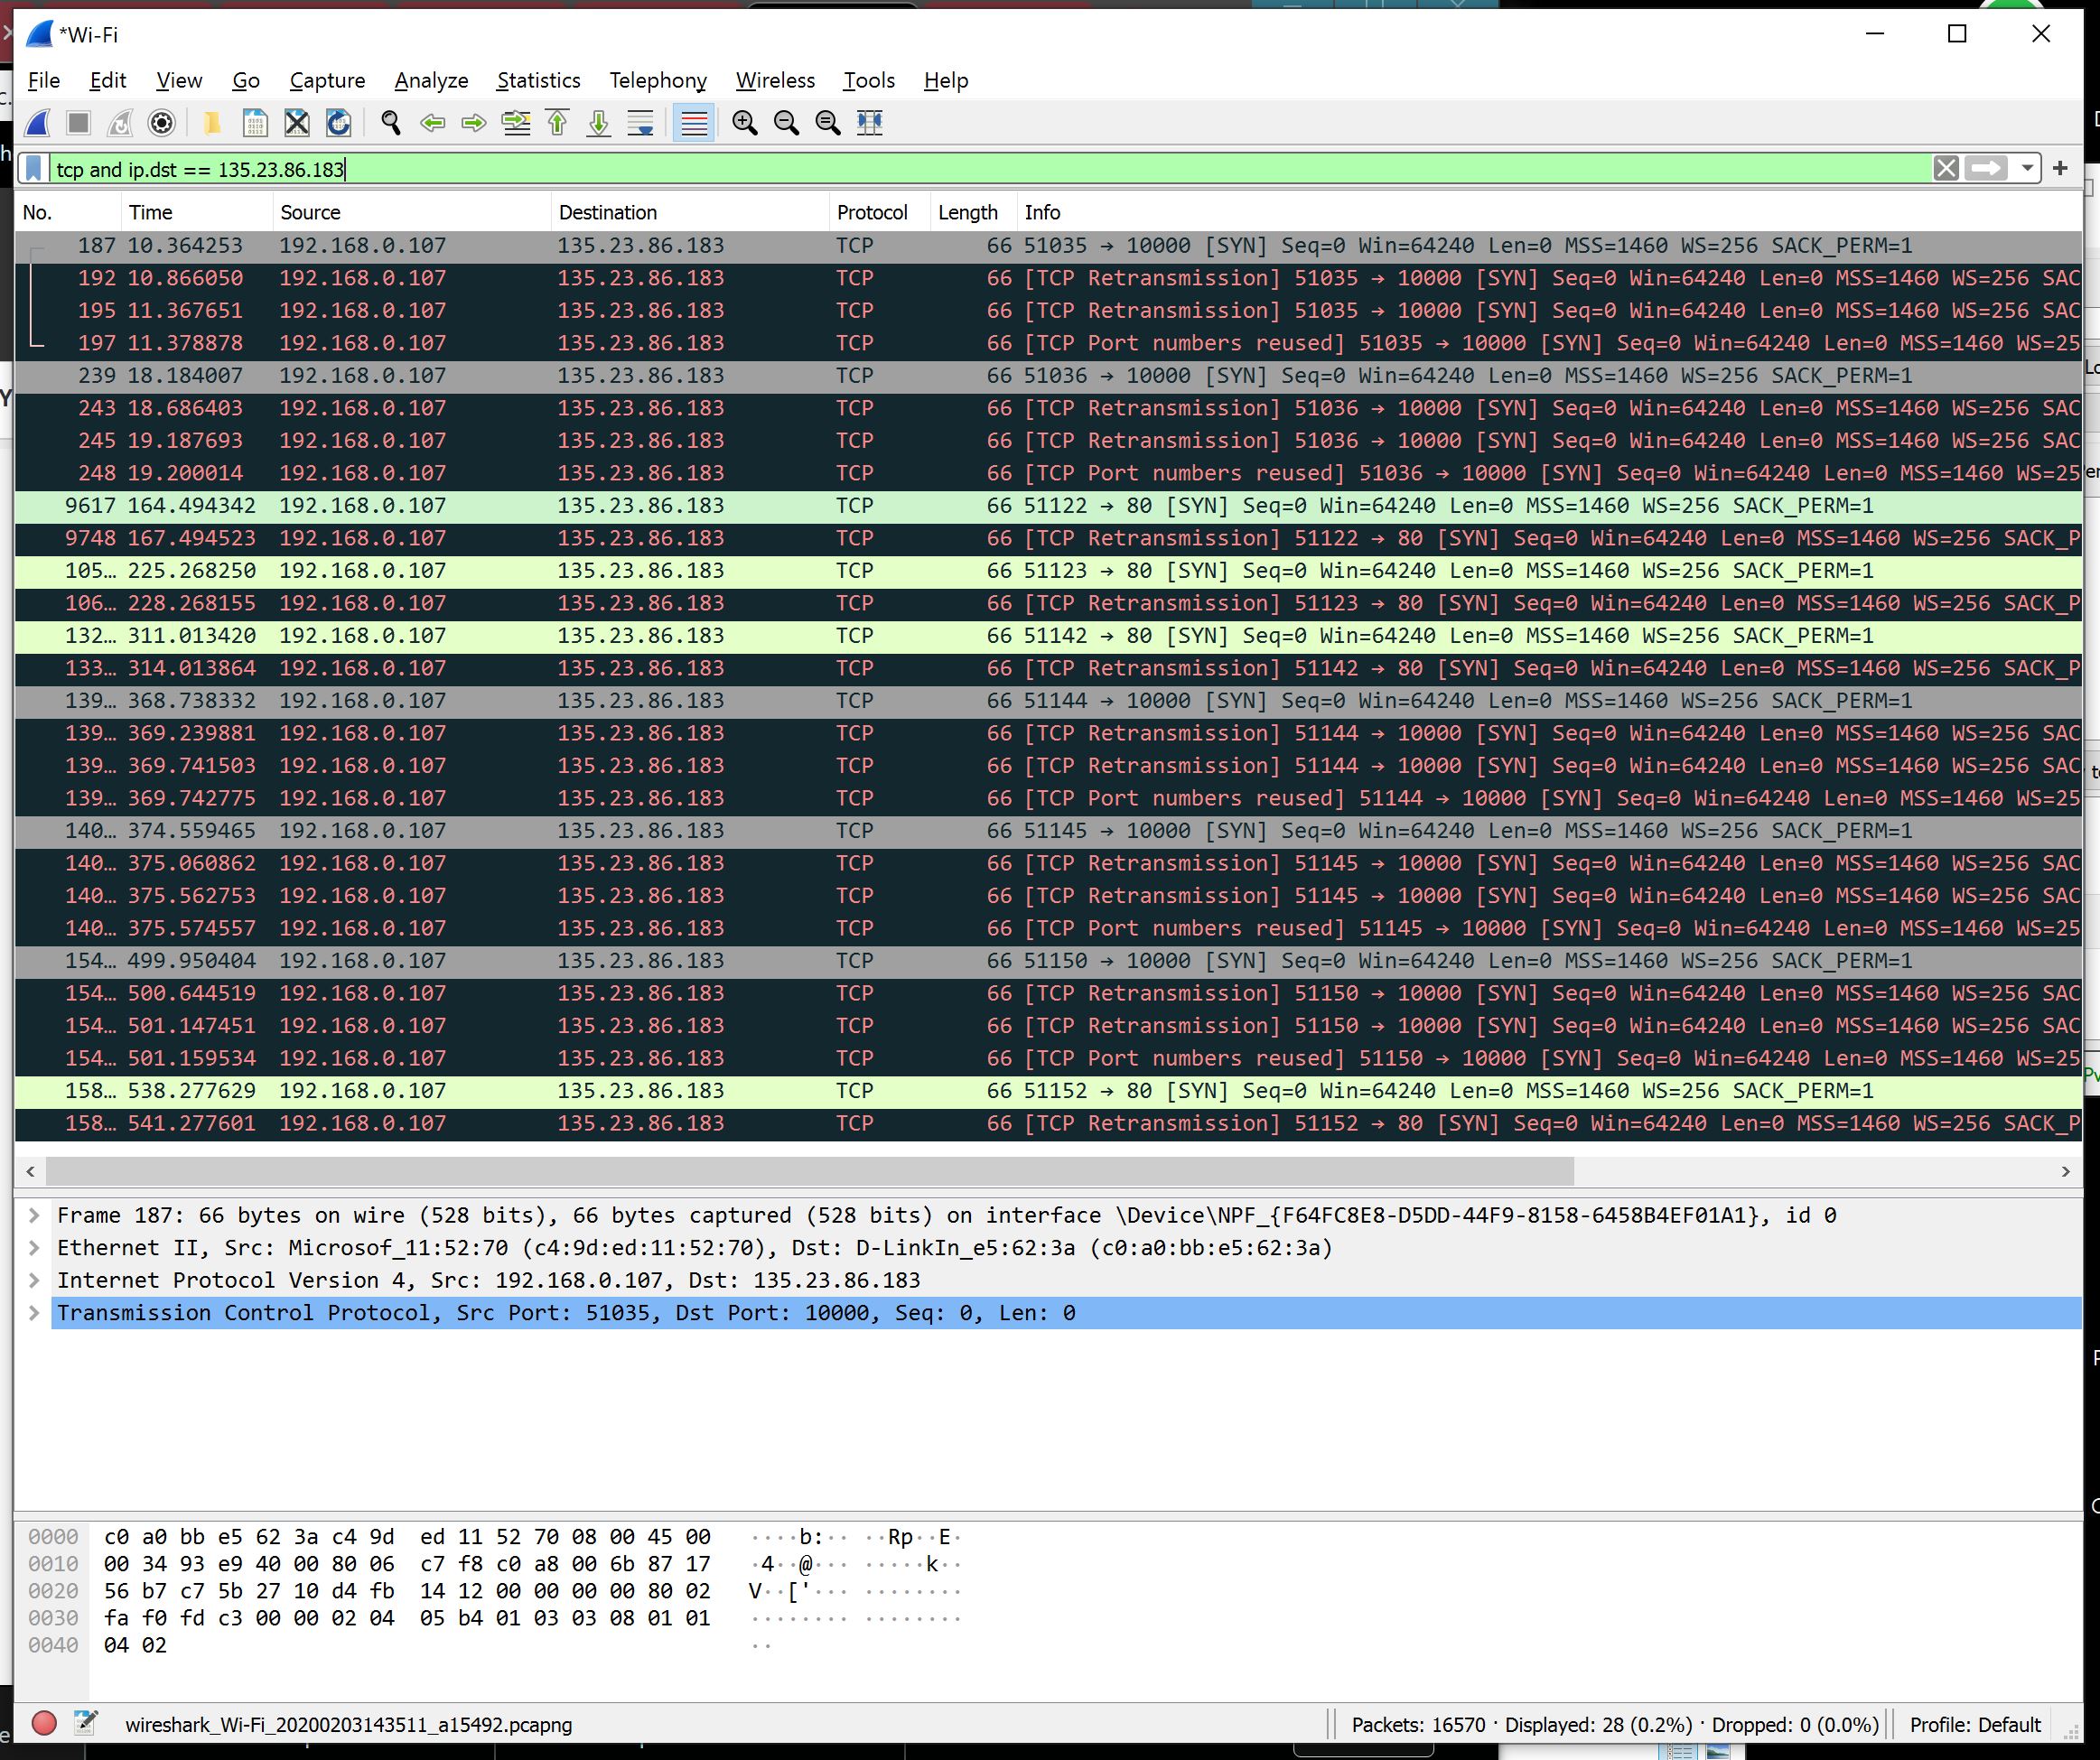 *Wi-Fi
File Edit View Go Capture Analyze Statistics Telephony Wireless Tools Help
tcp and ip.dst == 135.23.86.183
No. Time Source Destination Protocol Length Info
187 10.364253 192.168.0.107 135.23.86.183 TCP 66 51035 → 10000 [SYN] Seq=0 Win=64240 Len=0 MSS=1460 WS=256 SACK_PERM=1
192 10.866050 192.168.0.107 135.23.86.183 TCP 66 [TCP Retransmission] 51035 → 10000 [SYN] Seq=0 Win=64240 Len=0 MSS=1460 WS=256 SAC
195 11.367651 192.168.0.107 135.23.86.183 TCP 66 [TCP Retransmission] 51035 → 10000 [SYN] Seq=0 Win=64240 Len=0 MSS=1460 WS=256 SAC
197 11.378878 192.168.0.107 135.23.86.183 TCP 66 [TCP Port numbers reused] 51035 → 10000 [SYN] Seq=0 Win=64240 Len=0 MSS=1460 WS=25
239 18.184007 192.168.0.107 135.23.86.183 TCP 66 51036 → 10000 [SYN] Seq=0 Win=64240 Len=0 MSS=1460 WS=256 SACK_PERM=1
243 18.686403 192.168.0.107 135.23.86.183 TCP 66 [TCP Retransmission] 51036 → 10000 [SYN] Seq=0 Win=64240 Len=0 MSS=1460 WS=256 SAC
245 19.187693 192.168.0.107 135.23.86.183 TCP 66 [TCP Retransmission] 51036 → 10000 [SYN] Seq=0 Win=64240 Len=0 MSS=1460 WS=256 SAC
248 19.200014 192.168.0.107 135.23.86.183 TCP 66 [TCP Port numbers reused] 51036 → 10000 [SYN] Seq=0 Win=64240 Len=0 MSS=1460 WS=25
9617 164.494342 192.168.0.107 135.23.86.183 TCP 66 51122 → 80 [SYN] Seq=0 Win=64240 Len=0 MSS=1460 WS=256 SACK_PERM=1
9748 167.494523 192.168.0.107 135.23.86.183 TCP 66 [TCP Retransmission] 51122 → 80 [SYN] Seq=0 Win=64240 Len=0 MSS=1460 WS=256 SACK_P
105… 225.268250 192.168.0.107 135.23.86.183 TCP 66 51123 → 80 [SYN] Seq=0 Win=64240 Len=0 MSS=1460 WS=256 SACK_PERM=1
106… 228.268155 192.168.0.107 135.23.86.183 TCP 66 [TCP Retransmission] 51123 → 80 [SYN] Seq=0 Win=64240 Len=0 MSS=1460 WS=256 SACK_P
132… 311.013420 192.168.0.107 135.23.86.183 TCP 66 51142 → 80 [SYN] Seq=0 Win=64240 Len=0 MSS=1460 WS=256 SACK_PERM=1
133… 314.013864 192.168.0.107 135.23.86.183 TCP 66 [TCP Retransmission] 51142 → 80 [SYN] Seq=0 Win=64240 Len=0 MSS=1460 WS=256 SACK_P
139… 368.738332 192.168.0.107 135.23.86.183 TCP 66 51144 → 10000 [SYN] Seq=0 Win=64240 Len=0 MSS=1460 WS=256 SACK_PERM=1
139… 369.239881 192.168.0.107 135.23.86.183 TCP 66 [TCP Retransmission] 51144 → 10000 [SYN] Seq=0 Win=64240 Len=0 MSS=1460 WS=256 SAC
139… 369.741503 192.168.0.107 135.23.86.183 TCP 66 [TCP Retransmission] 51144 → 10000 [SYN] Seq=0 Win=64240 Len=0 MSS=1460 WS=256 SAC
139… 369.742775 192.168.0.107 135.23.86.183 TCP 66 [TCP Port numbers reused] 51144 → 10000 [SYN] Seq=0 Win=64240 Len=0 MSS=1460 WS=25
140… 374.559465 192.168.0.107 135.23.86.183 TCP 66 51145 → 10000 [SYN] Seq=0 Win=64240 Len=0 MSS=1460 WS=256 SACK_PERM=1
140… 375.060862 192.168.0.107 135.23.86.183 TCP 66 [TCP Retransmission] 51145 → 10000 [SYN] Seq=0 Win=64240 Len=0 MSS=1460 WS=256 SAC
140… 375.562753 192.168.0.107 135.23.86.183 TCP 66 [TCP Retransmission] 51145 → 10000 [SYN] Seq=0 Win=64240 Len=0 MSS=1460 WS=256 SAC
140… 375.574557 192.168.0.107 135.23.86.183 TCP 66 [TCP Port numbers reused] 51145 → 10000 [SYN] Seq=0 Win=64240 Len=0 MSS=1460 WS=25
154… 499.950404 192.168.0.107 135.23.86.183 TCP 66 51150 → 10000 [SYN] Seq=0 Win=64240 Len=0 MSS=1460 WS=256 SACK_PERM=1
154… 500.644519 192.168.0.107 135.23.86.183 TCP 66 [TCP Retransmission] 51150 → 10000 [SYN] Seq=0 Win=64240 Len=0 MSS=1460 WS=256 SAC
154… 501.147451 192.168.0.107 135.23.86.183 TCP 66 [TCP Retransmission] 51150 → 10000 [SYN] Seq=0 Win=64240 Len=0 MSS=1460 WS=256 SAC
154… 501.159534 192.168.0.107 135.23.86.183 TCP 66 [TCP Port numbers reused] 51150 → 10000 [SYN] Seq=0 Win=64240 Len=0 MSS=1460 WS=25
158… 538.277629 192.168.0.107 135.23.86.183 TCP 66 51152 → 80 [SYN] Seq=0 Win=64240 Len=0 MSS=1460 WS=256 SACK_PERM=1
158… 541.277601 192.168.0.107 135.23.86.183 TCP 66 [TCP Retransmission] 51152 → 80 [SYN] Seq=0 Win=64240 Len=0 MSS=1460 WS=256 SACK_P
Frame 187: 66 bytes on wire (528 bits), 66 bytes captured (528 bits) on interface \Device\NPF_{F64FC8E8-D5DD-44F9-8158-6458B4EF01A1}, id 0
Ethernet II, Src: Microsof_11:52:70 (c4:9d:ed:11:52:70), Dst: D-LinkIn_e5:62:3a (c0:a0:bb:e5:62:3a)
Internet Protocol Version 4, Src: 192.168.0.107, Dst: 135.23.86.183
Transmission Control Protocol, Src Port: 51035, Dst Port: 10000, Seq: 0, Len: 0
0000 c0 a0 bb e5 62 3a c4 9d ed 11 52 70 08 00 45 00 ····b:·· ··Rp··E·
0010 00 34 93 e9 40 00 80 06 c7 f8 c0 a8 00 6b 87 17 ·4··@··· ·····k··
0020 56 b7 c7 5b 27 10 d4 fb 14 12 00 00 00 00 80 02 V··['··· ········
0030 fa f0 fd c3 00 00 02 04 05 b4 01 03 03 08 01 01 ········ ········
0040 04 02 ··
wireshark_Wi-Fi_20200203143511_a15492.pcapng Packets: 16570 · Displayed: 28 (0.2%) · Dropped: 0 (0.0%) Profile: Default